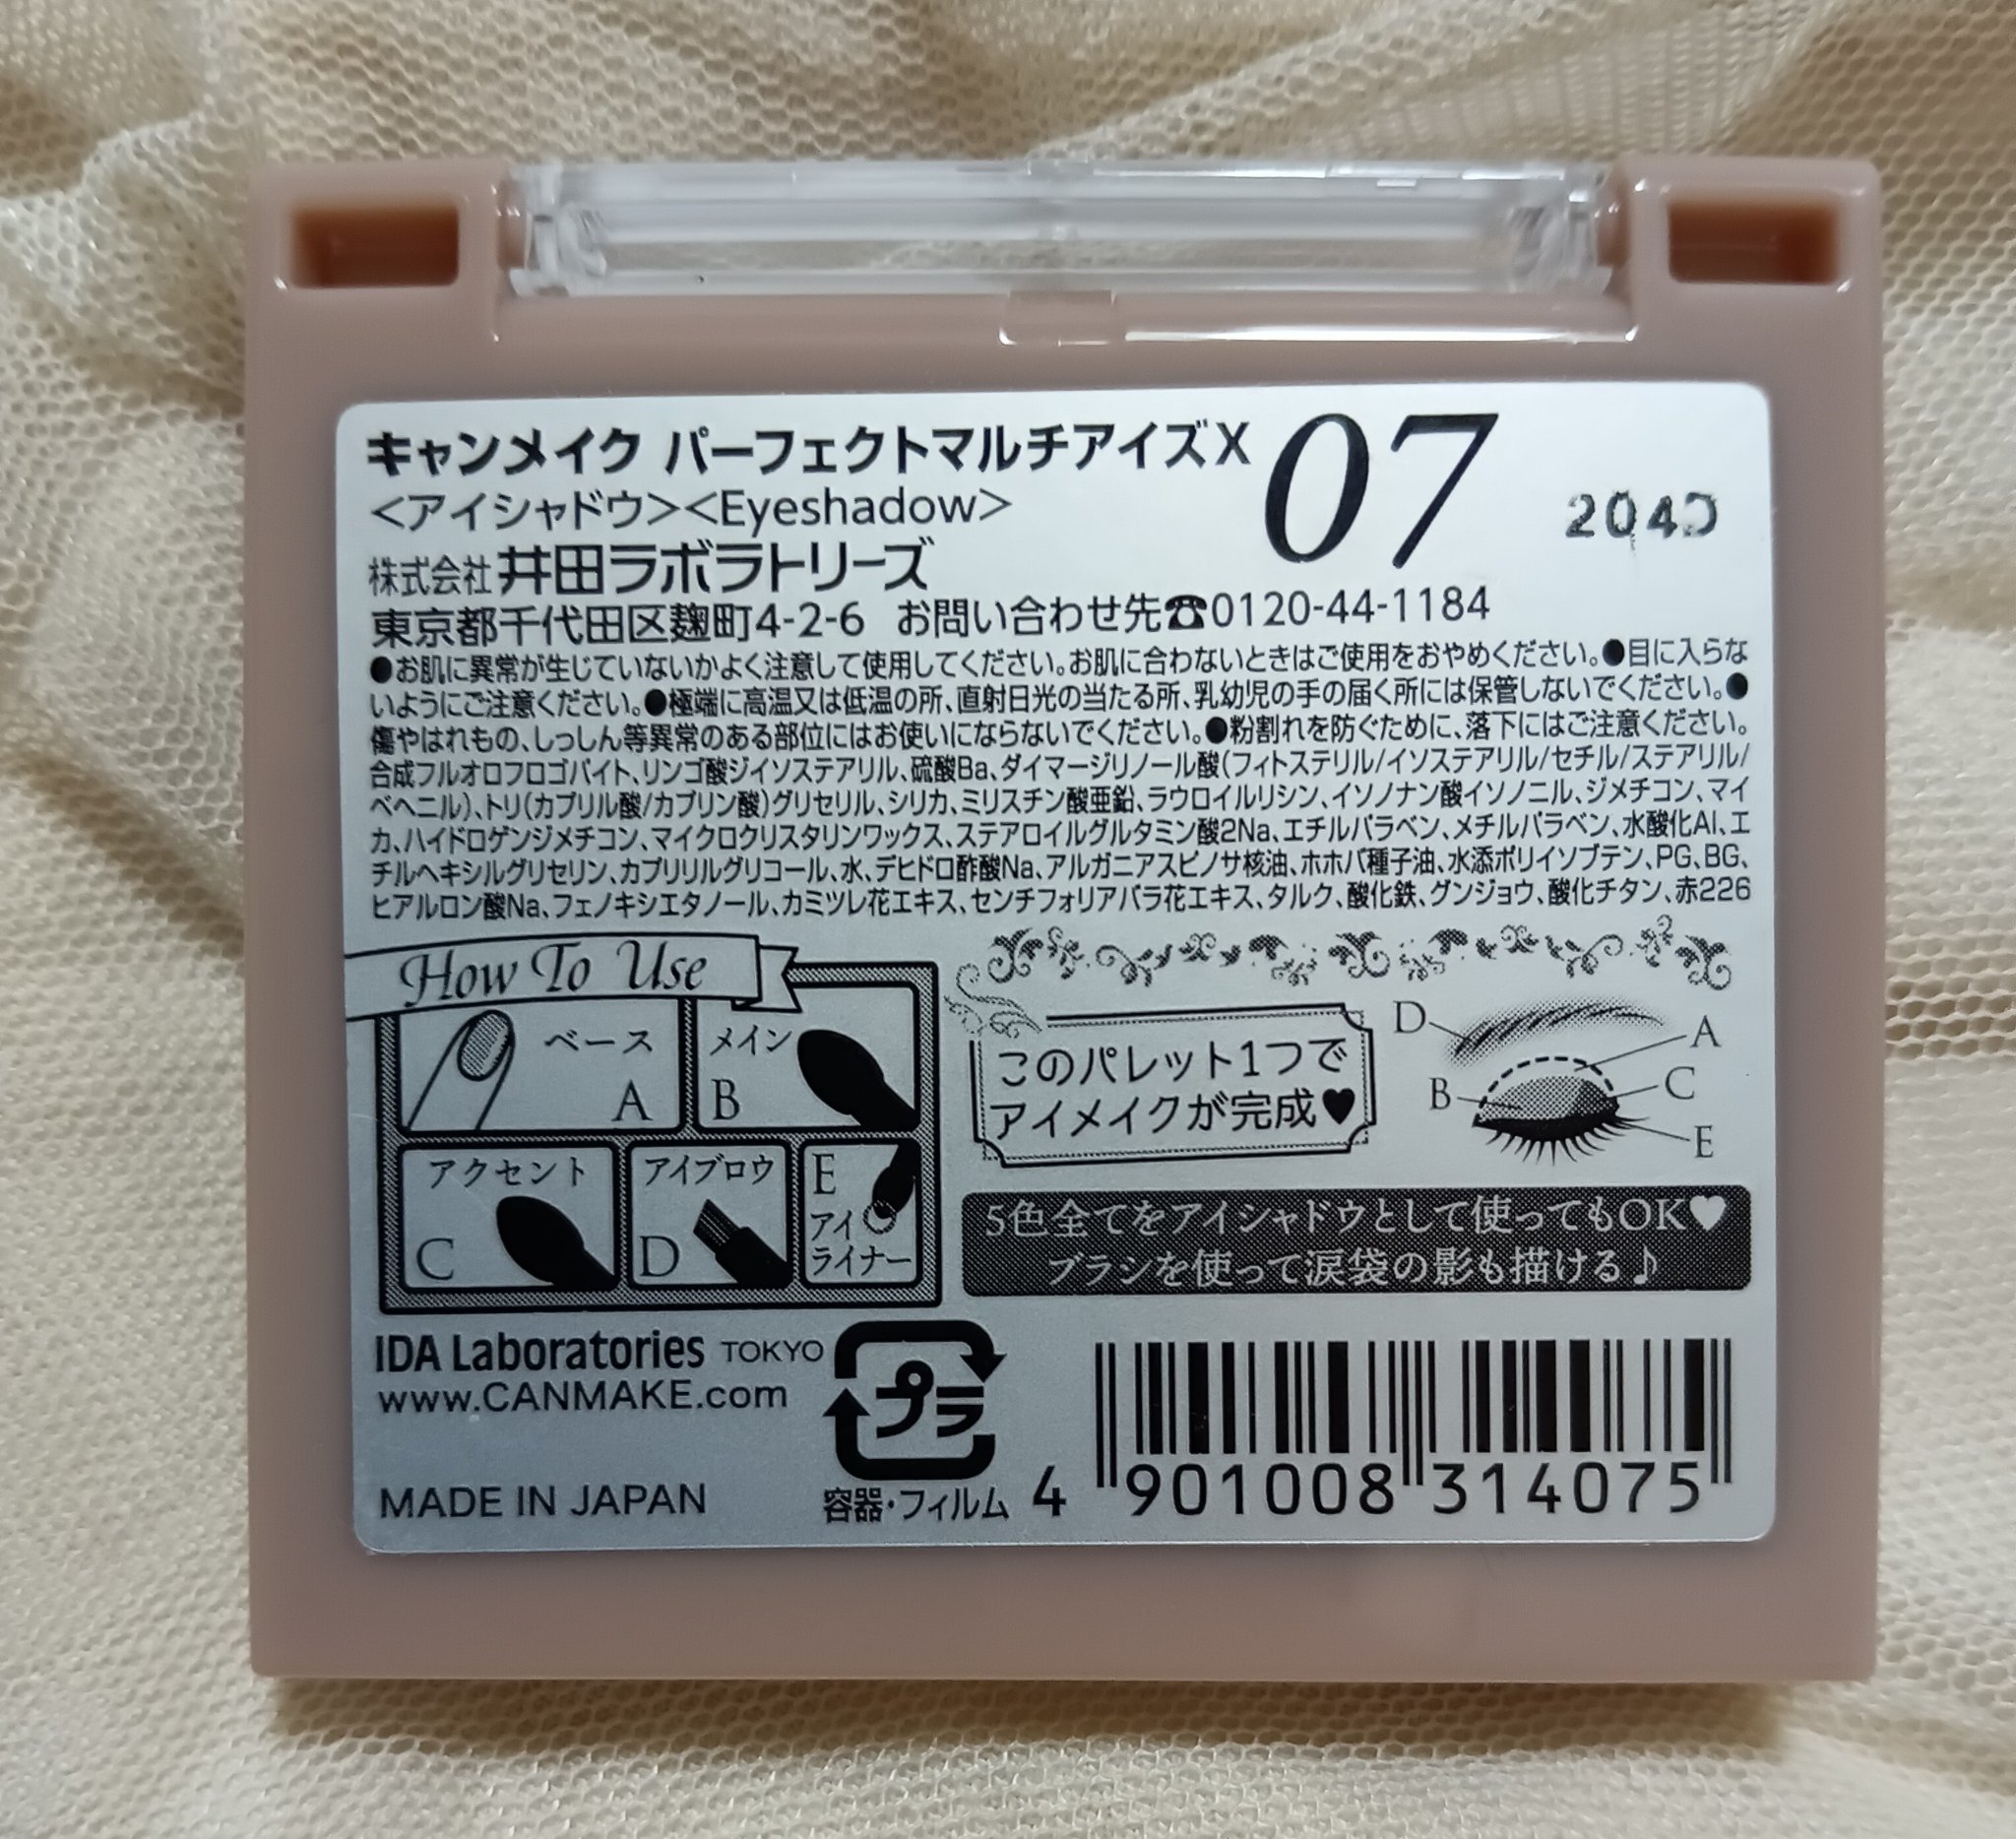 キャンメイク パーフェクトマルチアイズX 07
<アイシャドウ><Eyeshadow>
2040
株式会社 井田ラボラトリーズ
東京都千代田区麹町4-2-6 お問い合わせ先☎0120-44-1184
●お肌に異常が生じていないかよく注意して使用してください。お肌に合わないときはご使用をおやめください。●目に入らな
いようにご注意ください。●極端に高温又は低温の所、直射日光の当たる所、乳幼児の手の届く所には保管しないでください。●
傷やはれもの、しっしん等異常のある部位にはお使いにならないでください。●粉割れを防ぐために、落下にはご注意ください。
合成フルオロフロゴパイト、リンゴ酸ジイソステアリル、硫酸Ba、ダイマージリノール酸(フィトステリル/イソステアリル/セチル/ステアリル/
ベヘニル)、トリ(カプリル酸/カプリン酸)グリセリル、シリカ、ミリスチン酸亜鉛、ラウロイルリシン、イソノナン酸イソノニル、ジメチコン、マイ
カ、ハイドロゲンジメチコン、マイクロクリスタリンワックス、ステアロイルグルタミン酸2Na、エチルパラベン、メチルパラベン、水酸化Al、エ
チルヘキシルグリセリン、カプリリルグリコール、水、デヒドロ酢酸Na、アルガニアスピノサ核油、ホホバ種子油、水添ポリイソブテン、PG、BG、
ヒアルロン酸Na、フェノキシエタノール、カミツレ花エキス、センチフォリアバラ花エキス、タルク、酸化鉄、グンジョウ、酸化チタン、赤226
How To Use
ベース
A
メイン
B
アクセント
C
アイブロウ
D
E
アイ
ライナー
このパレット1つで
アイメイクが完成♥
D
A
B
C
E
5色全てをアイシャドウとして使ってもOK♥
ブラシを使って涙袋の影も描ける♪
IDA Laboratories TOKYO
www.CANMAKE.com
MADE IN JAPAN
プラ
容器・フィルム
4 901008 314075